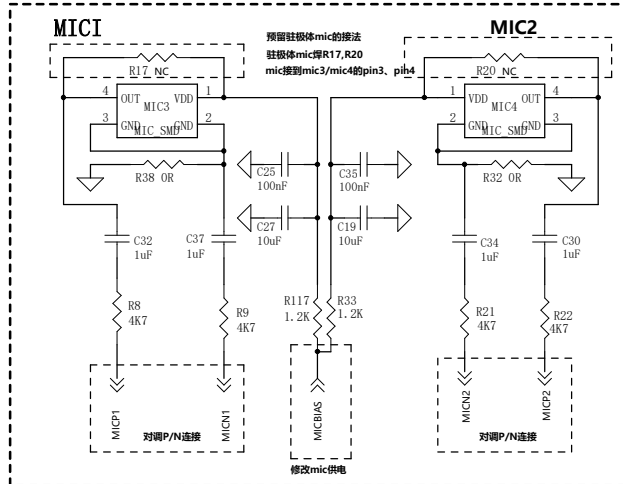 MICI
预留驻极体mic的接法
驻极体mic焊R17,R20
mic接到mic3/mic4的pin3、pin4
MIC2
R17 NC
R20 NC
4 OUT VDD 1
MIC3
3 GND GND 2
MIC_SMD
1 VDD OUT 4
MIC4
2 GND GND 3
MIC_SMD
R38 0R
C25
100nF
C35
100nF
R32 0R
C27
10uF
C19
10uF
C32
1uF
C37
1uF
C34
1uF
C30
1uF
R8
4K7
R9
4K7
R117
1.2K
R33
1.2K
R21
4K7
R22
4K7
MICP1
MICN1
MICBIAS
MICN2
MICP2
对调P/N连接
对调P/N连接
修改mic供电